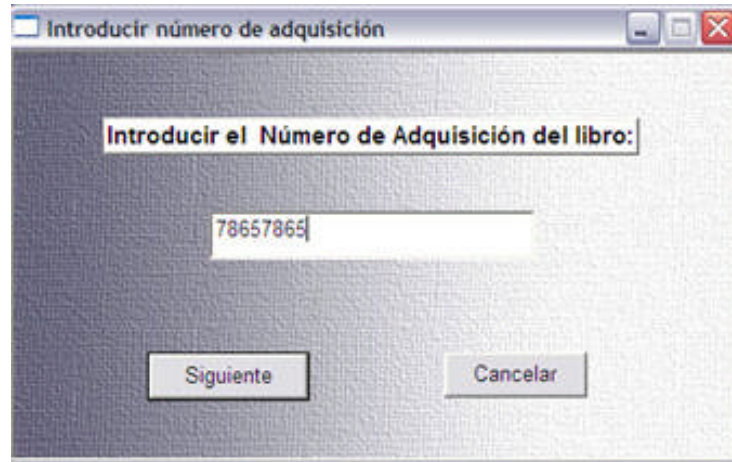 Introducir número de adquisición
Introducir el Número de Adquisición del libro:
78657865
Siguiente
Cancelar